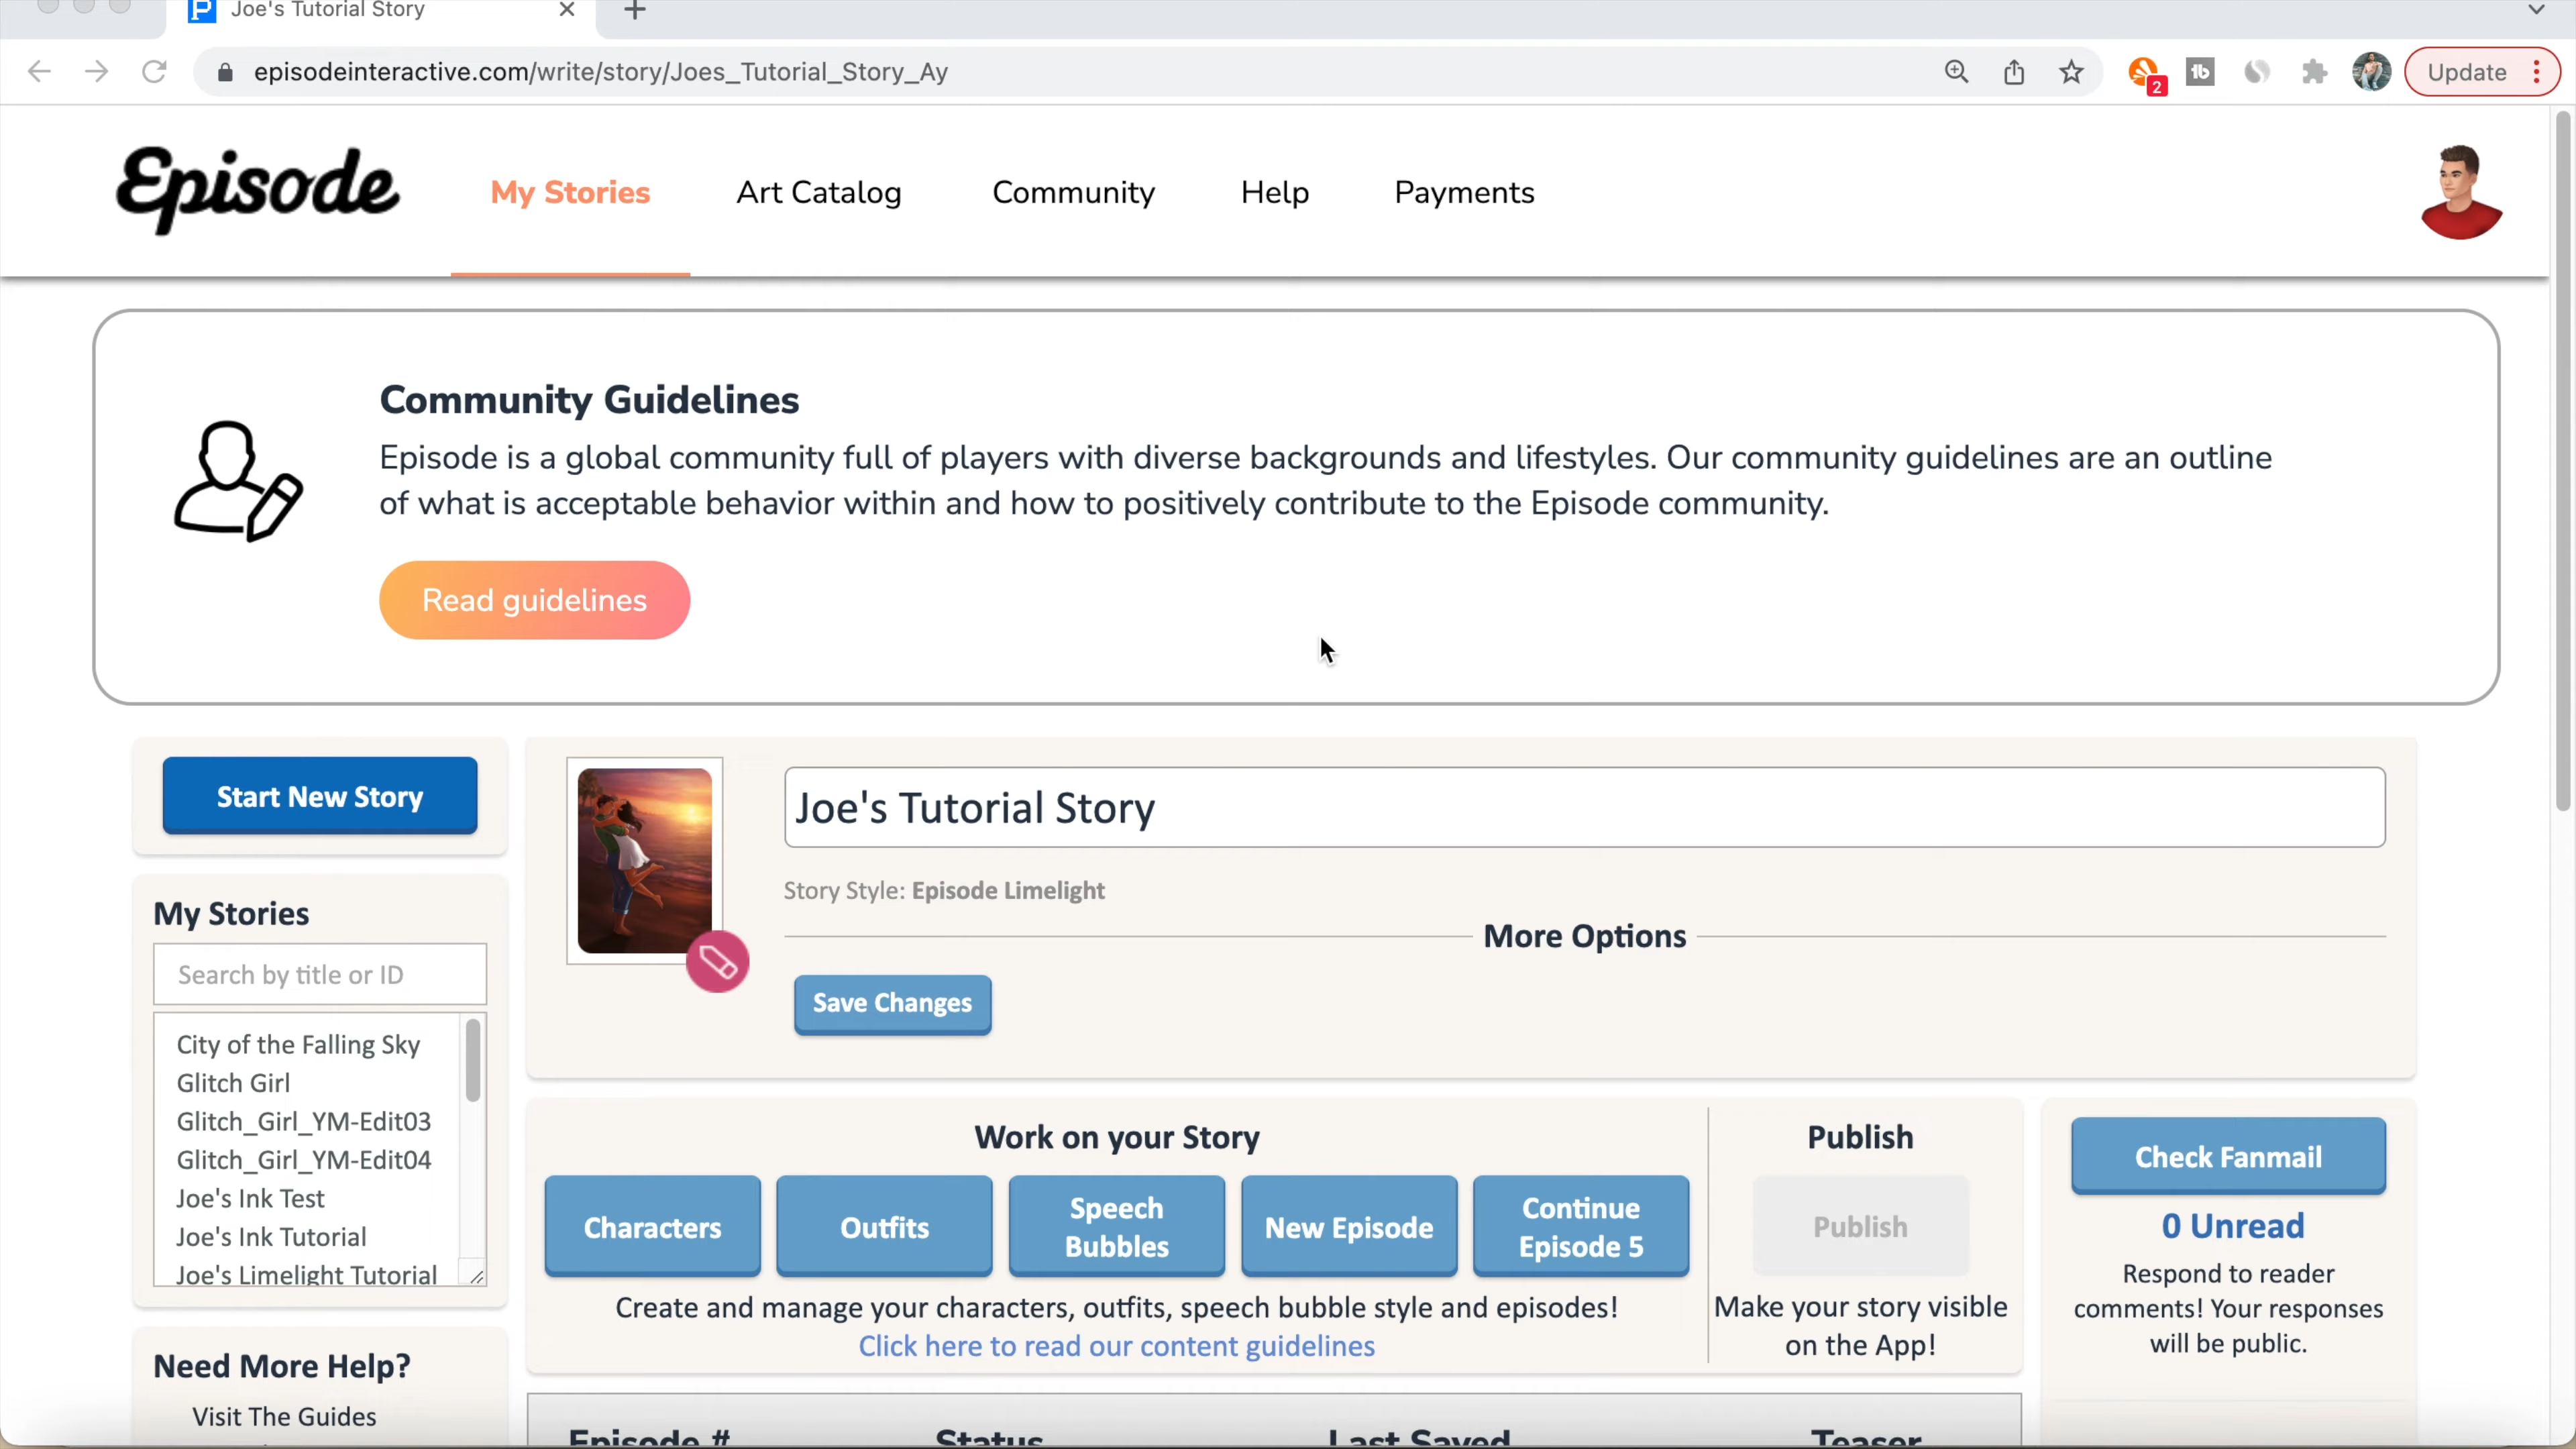 Joe's Tutorial Story
episodeinteractive.com/write/story/Joes_Tutorial_Story_Ay
2
Update
Episode
My Stories
Art Catalog
Community
Help
Payments
Community Guidelines
Episode is a global community full of players with diverse backgrounds and lifestyles. Our community guidelines are an outline
of what is acceptable behavior within and how to positively contribute to the Episode community.
Read guidelines
Start New Story
My Stories
Search by title or ID
City of the Falling Sky
Glitch Girl
Glitch_Girl_YM-Edit03
Glitch_Girl_YM-Edit04
Joe's Ink Test
Joe's Ink Tutorial
Joe's Limelight Tutorial
Need More Help?
Visit The Guides
Joe's Tutorial Story
Story Style: Episode Limelight
More Options
Save Changes
Work on your Story
Characters
Outfits
Speech
Bubbles
New Episode
Continue
Episode 5
Create and manage your characters, outfits, speech bubble style and episodes!
Click here to read our content guidelines
Publish
Publish
Make your story visible
on the App!
Check Fanmail
0 Unread
Respond to reader
comments! Your responses
will be public.
Episode #
Status
Last Saved
Teaser